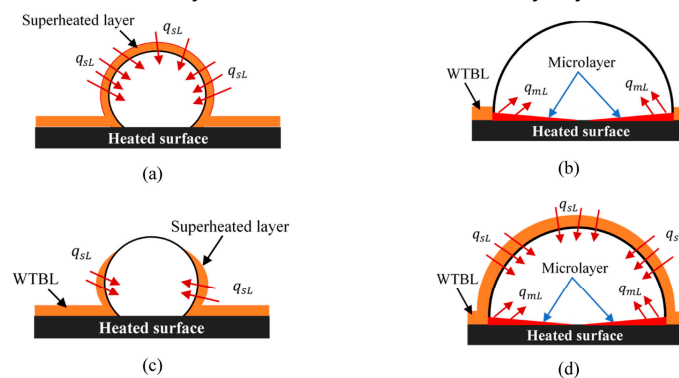 Superheated layer
q_sL
q_sL
q_sL
Heated surface
(a)
WTBL
Microlayer
q_mL
q_mL
Heated surface
(b)
Superheated layer
q_sL
WTBL
q_sL
Heated surface
(c)
q_sL
q_sL
WTBL
Microlayer
q_mL
q_mL
Heated surface
(d)